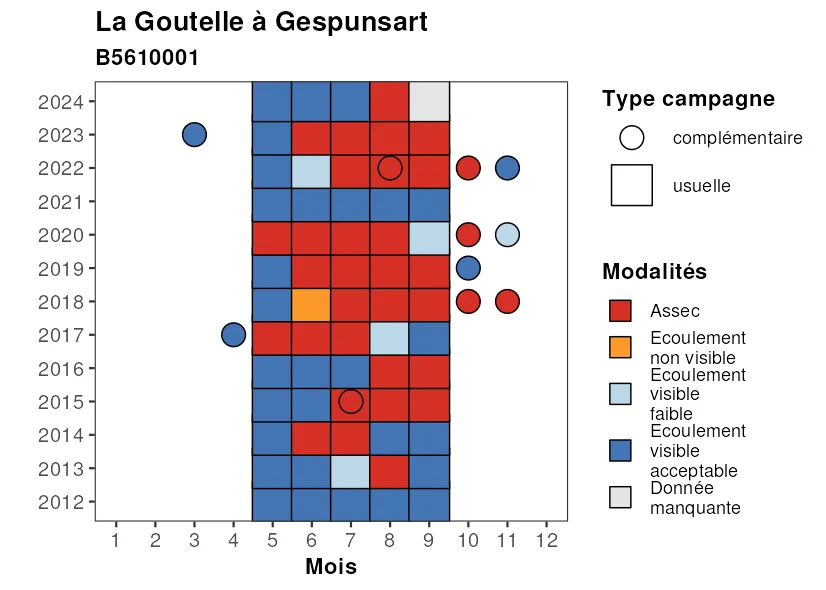 La Goutelle à Gespunsart
B5610001
2024
2023
2022
2021
2020
2019
2018
2017
2016
2015
2014
2013
2012
1 2 3 4 5 6 7 8 9 10 11 12
Mois
Type campagne
complémentaire
usuelle
Modalités
Assec
Ecoulement
non visible
Ecoulement
visible
faible
Ecoulement
visible
acceptable
Donnée
manquante